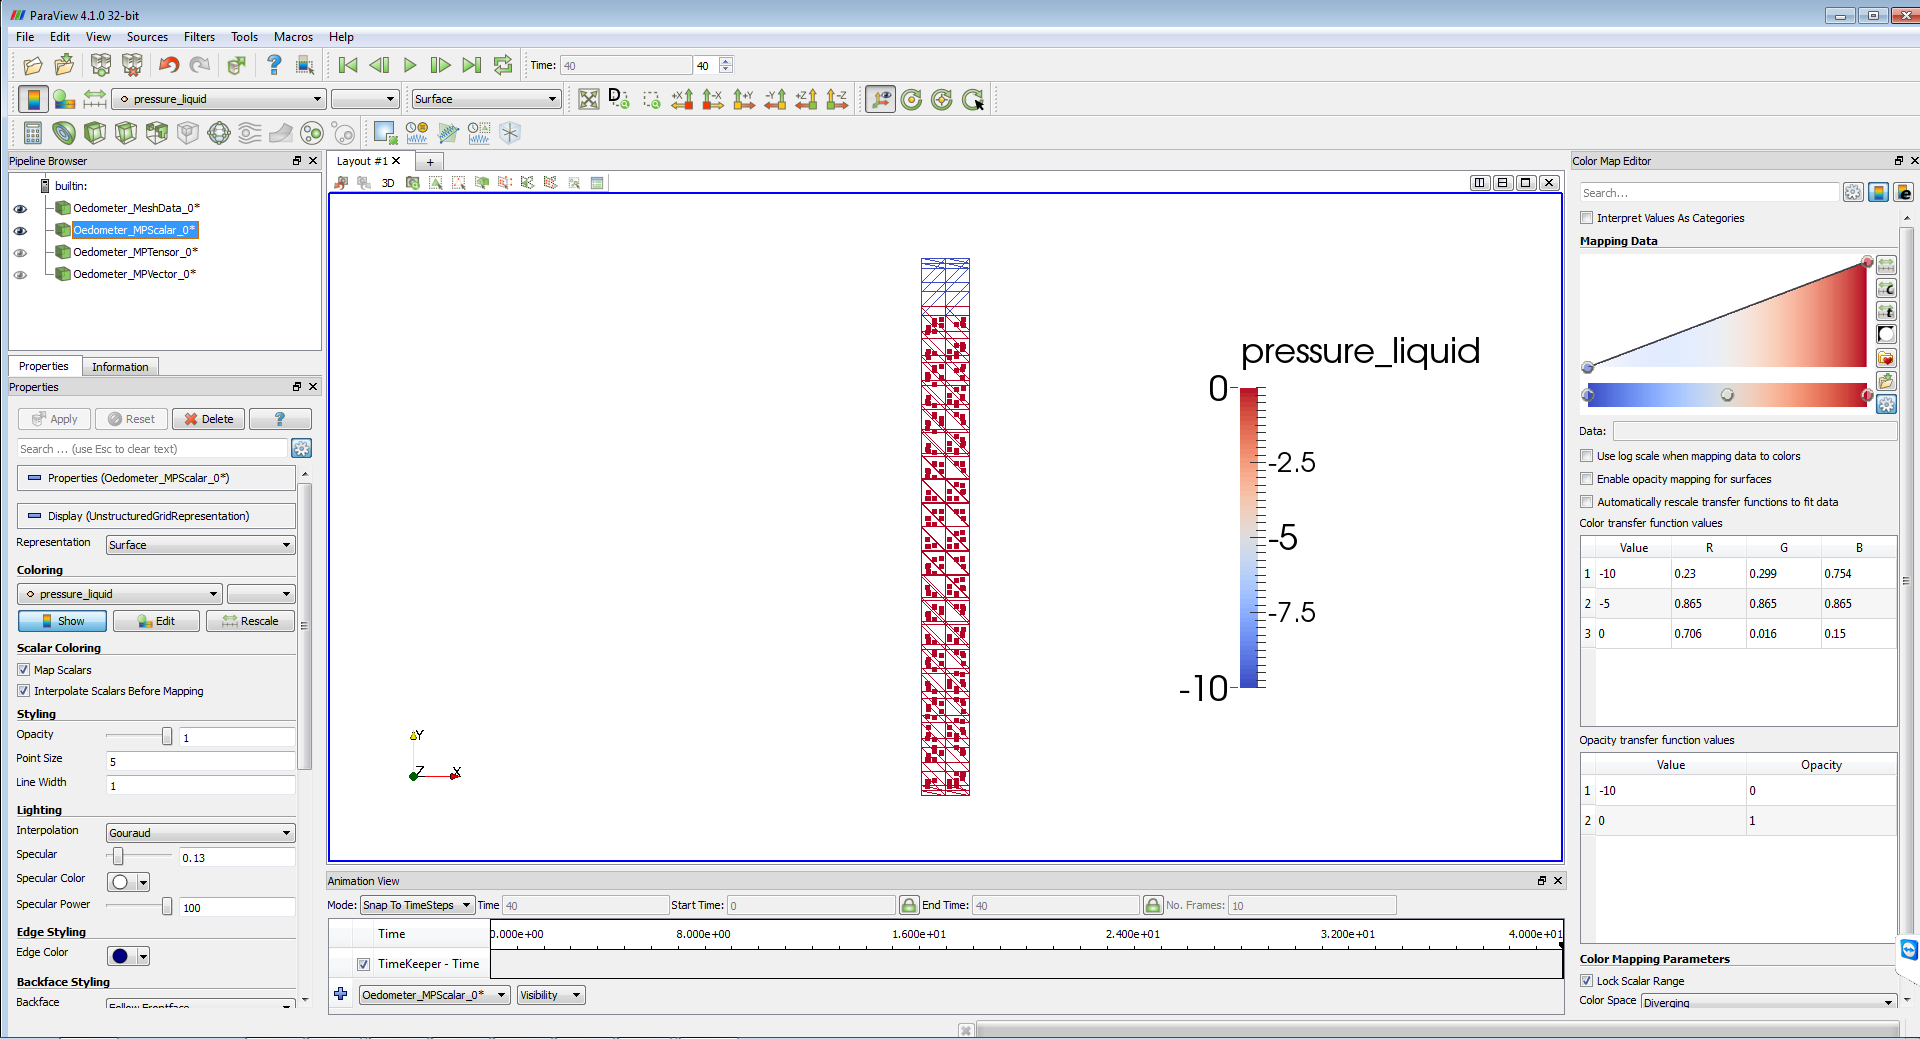 ParaView 4.1.0 32-bit
File Edit View Sources Filters Tools Macros Help
Time: 40 40
pressure_liquid Surface +X -X +Y -Y +Z -Z
Pipeline Browser
builtin:
Oedometer_MeshData_0*
Oedometer_MPScalar_0*
Oedometer_MPTensor_0*
Oedometer_MPVector_0*
Properties Information
Properties
Apply Reset Delete ?
Search ... (use Esc to clear text)
Properties (Oedometer_MPScalar_0*)
Display (UnstructuredGridRepresentation)
Representation Surface
Coloring
pressure_liquid
Show Edit Rescale
Scalar Coloring
Map Scalars
Interpolate Scalars Before Mapping
Styling
Opacity 1
Point Size 5
Line Width 1
Lighting
Interpolation Gouraud
Specular 0.13
Specular Color
Specular Power 100
Edge Styling
Edge Color
Backface Styling
Backface Follow Frontface
Layout #1 +
3D
pressure_liquid
0
-2.5
-5
-7.5
-10
Y
Z X
Animation View
Mode: Snap To TimeSteps Time 40 Start Time: 0 End Time: 40 No. Frames: 10
Time 0.000e+00 8.000e+00 1.600e+01 2.400e+01 3.200e+01 4.000e+01
TimeKeeper - Time
Oedometer_MPScalar_0* Visibility
Color Map Editor
Search...
Interpret Values As Categories
Mapping Data
Data:
Use log scale when mapping data to colors
Enable opacity mapping for surfaces
Automatically rescale transfer functions to fit data
Color transfer function values
Value R G B
1 -10 0.23 0.299 0.754
2 -5 0.865 0.865 0.865
3 0 0.706 0.016 0.15
Opacity transfer function values
Value Opacity
1 -10 0
2 0 1
Color Mapping Parameters
Lock Scalar Range
Color Space Diverging